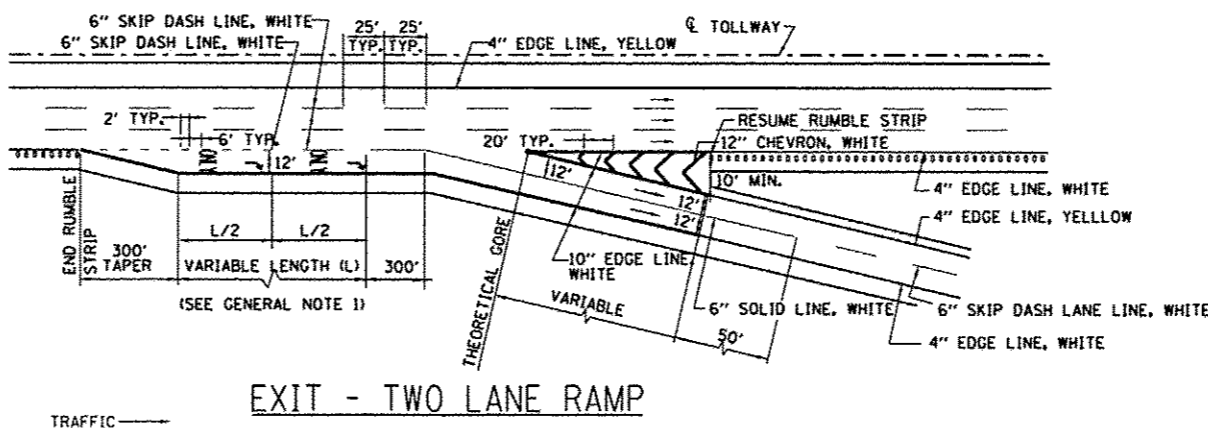 6" SKIP DASH LINE, WHITE
6" SKIP DASH LINE, WHITE
25' 25'
TYP. TYP.
4" EDGE LINE, YELLOW
℄ TOLLWAY
2' TYP.
6' TYP.
20' TYP.
RESUME RUMBLE STRIP
12" CHEVRON, WHITE
12'
12'
10' MIN.
4" EDGE LINE, WHITE
4" EDGE LINE, YELLLOW
12'
12'
END RUMBLE
STRIP
300'
TAPER
L/2 L/2
VARIABLE LENGTH (L)
300'
(SEE GENERAL NOTE 1)
THEORETICAL GORE
10" EDGE LINE,
WHITE
VARIABLE
6" SOLID LINE, WHITE
50'
6" SKIP DASH LANE LINE, WHITE
4" EDGE LINE, WHITE
EXIT - TWO LANE RAMP
TRAFFIC